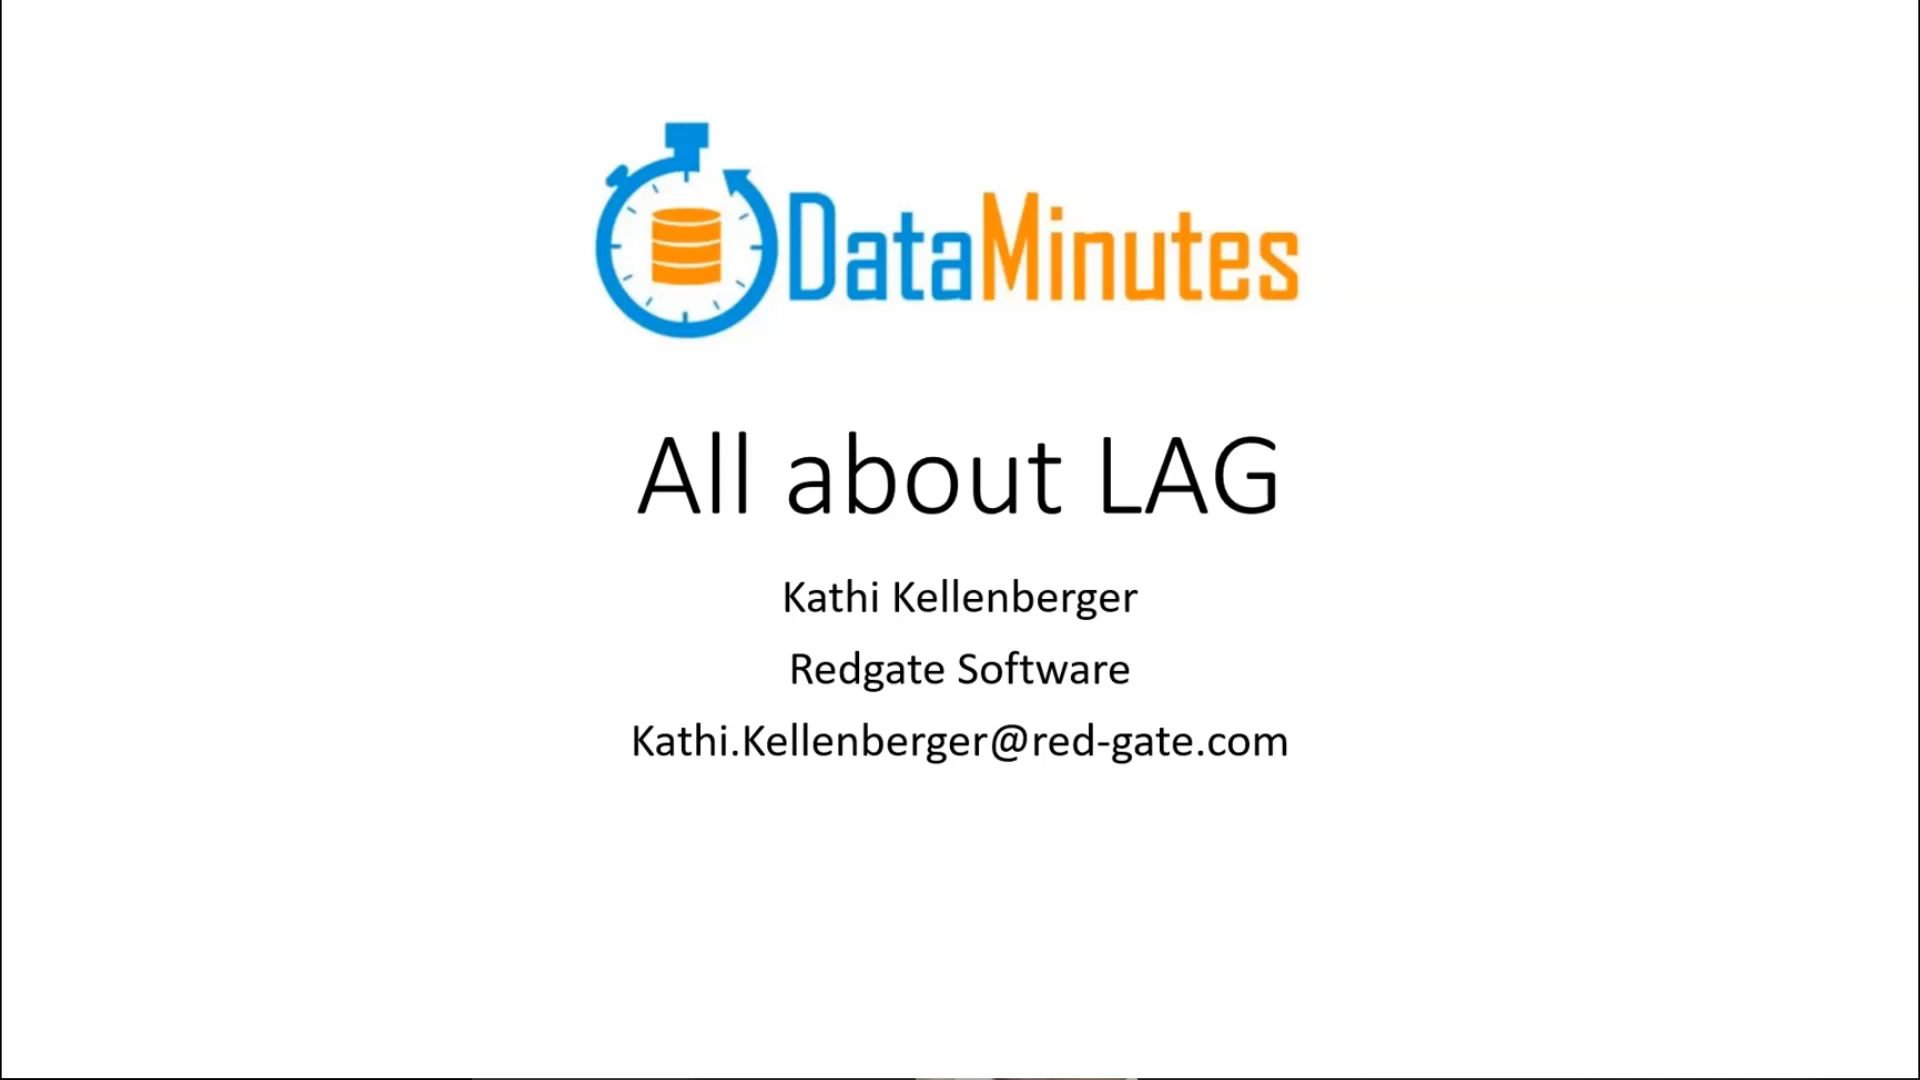 DataMinutes
All about LAG
Kathi Kellenberger
Redgate Software
Kathi.Kellenberger@red-gate.com